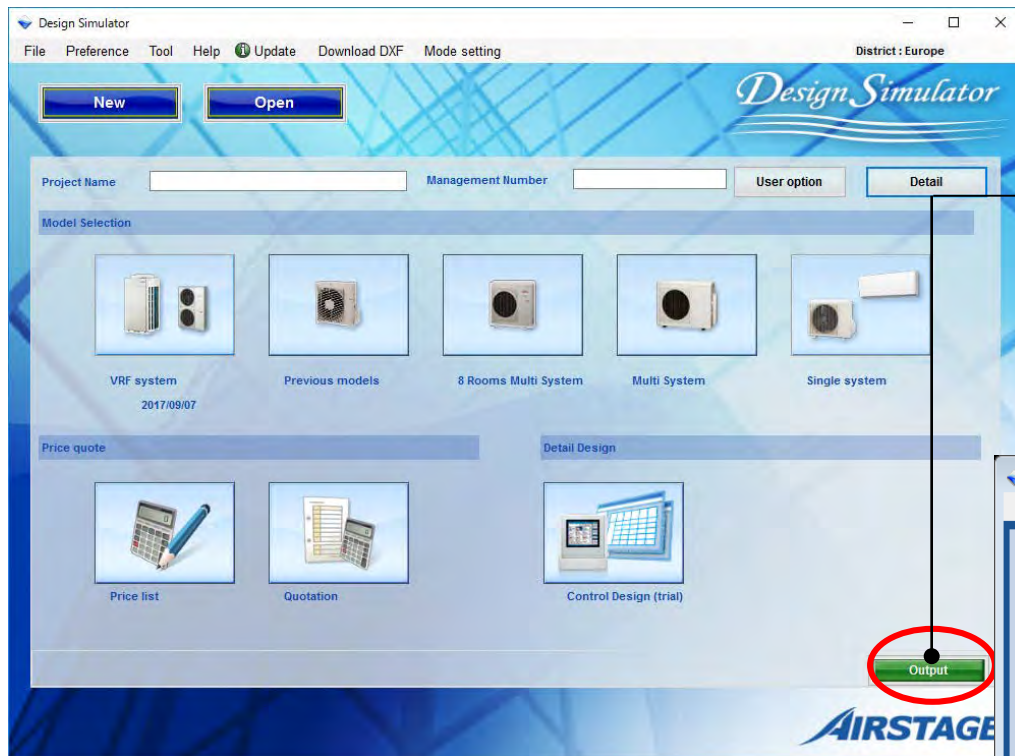 Design Simulator
File Preference Tool Help Update Download DXF Mode setting District : Europe
New Open Design Simulator
Project Name Management Number User option Detail
Model Selection
VRF system Previous models 8 Rooms Multi System Multi System Single system
2017/09/07
Price quote Detail Design
Price list Quotation Control Design (trial)
Output
AIRSTAGE